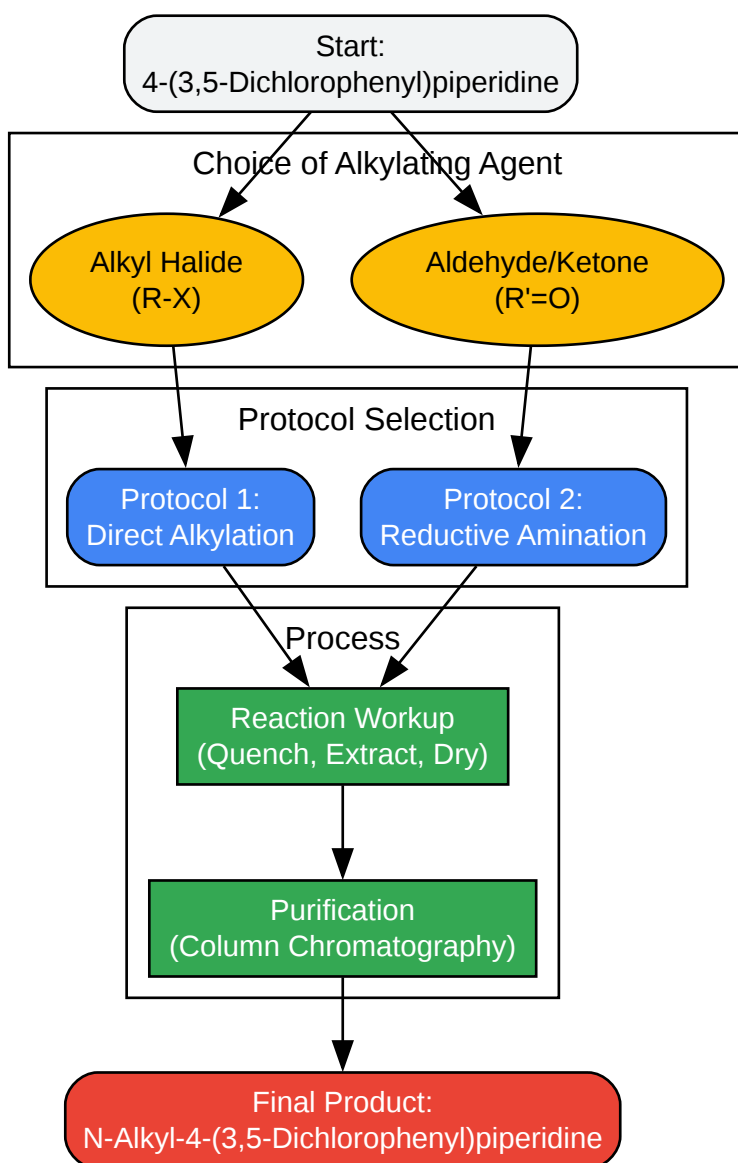 Start:
4-(3,5-Dichlorophenyl)piperidine
Choice of Alkylating Agent
Alkyl Halide
(R-X)
Aldehyde/Ketone
(R'=O)
Protocol Selection
Protocol 1:
Direct Alkylation
Protocol 2:
Reductive Amination
Process
Reaction Workup
(Quench, Extract, Dry)
Purification
(Column Chromatography)
Final Product:
N-Alkyl-4-(3,5-Dichlorophenyl)piperidine